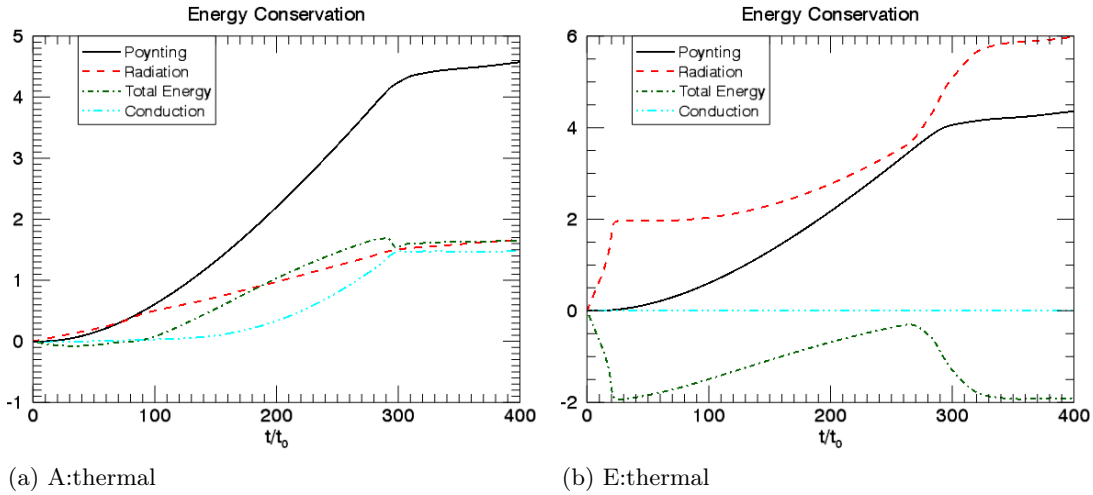 Energy Conservation
5
4
3
2
1
0
-1
Poynting
Radiation
Total Energy
Conduction
0 100 200 300 400
t/t₀
(a) A:thermal
Energy Conservation
6
4
2
0
-2
Poynting
Radiation
Total Energy
Conduction
0 100 200 300 400
t/t₀
(b) E:thermal